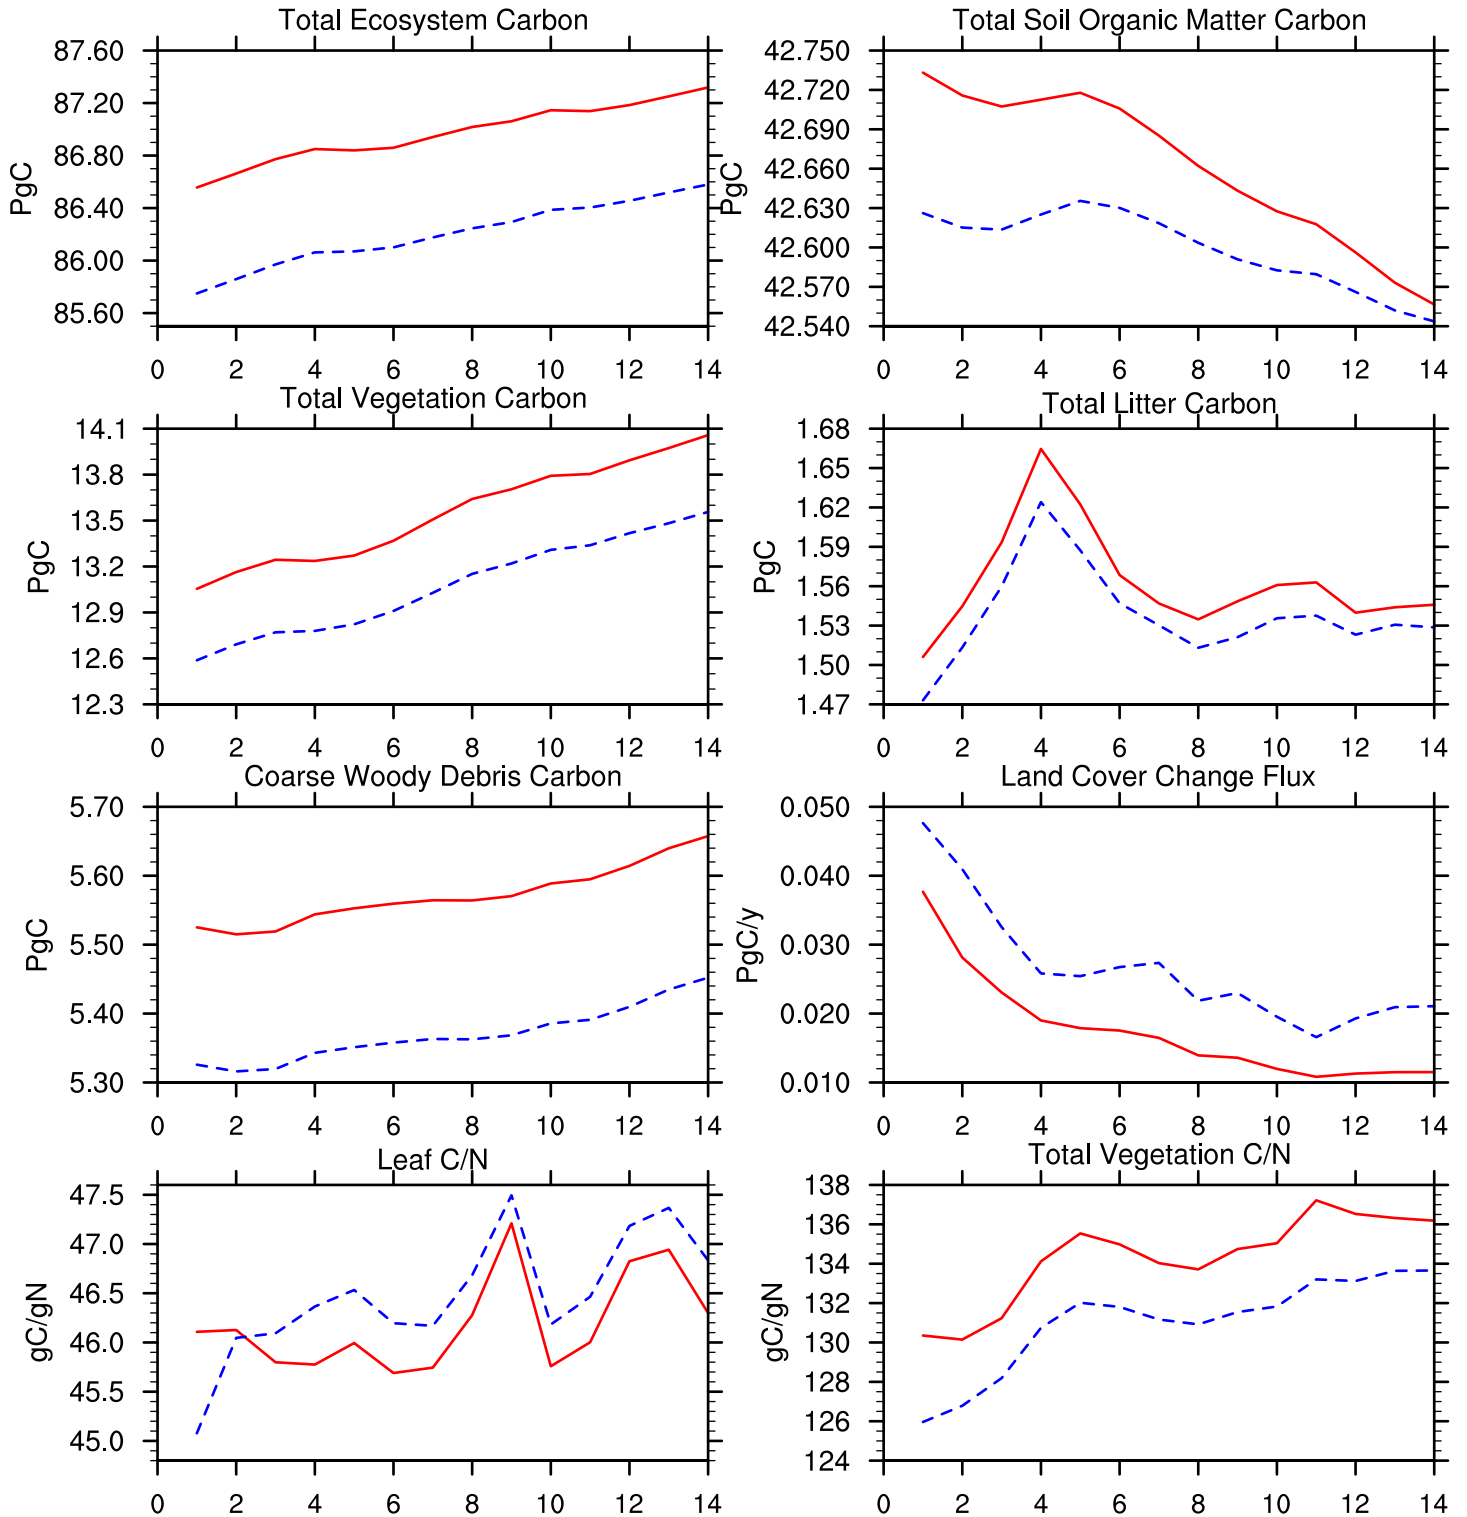 Total Ecosystem Carbon
87.60
87.20
86.80
86.40
86.00
85.60
PgC
0 2 4 6 8 10 12 14
Total Soil Organic Matter Carbon
42.750
42.720
42.690
42.660
42.630
42.600
42.570
42.540
PgC
0 2 4 6 8 10 12 14
Total Vegetation Carbon
14.1
13.8
13.5
13.2
12.9
12.6
12.3
PgC
0 2 4 6 8 10 12 14
Total Litter Carbon
1.68
1.65
1.62
1.59
1.56
1.53
1.50
1.47
PgC
0 2 4 6 8 10 12 14
Coarse Woody Debris Carbon
5.70
5.60
5.50
5.40
5.30
PgC
0 2 4 6 8 10 12 14
Land Cover Change Flux
0.050
0.040
0.030
0.020
0.010
PgC/y
0 2 4 6 8 10 12 14
Leaf C/N
47.5
47.0
46.5
46.0
45.5
45.0
gC/gN
0 2 4 6 8 10 12 14
Total Vegetation C/N
138
136
134
132
130
128
126
124
gC/gN
0 2 4 6 8 10 12 14